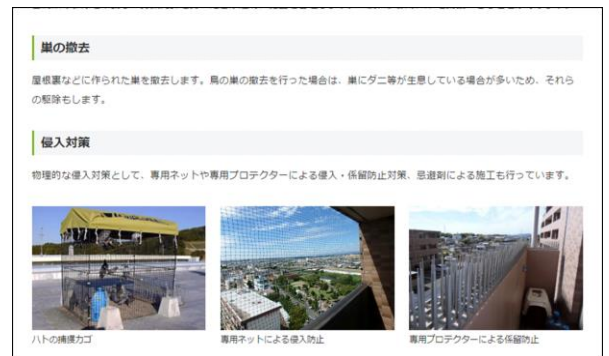 巣の撤去
屋根裏などに作られた巣を撤去します。鳥の巣の撤去を行った場合は、巣にダニ等が生息している場合が多いため、それら
の駆除もします。
侵入対策
物理的な侵入対策として、専用ネットや専用プロテクターによる侵入・係留防止対策、忌避剤による施工も行っています。
ハトの捕獲カゴ
専用ネットによる侵入防止
専用プロテクターによる係留防止